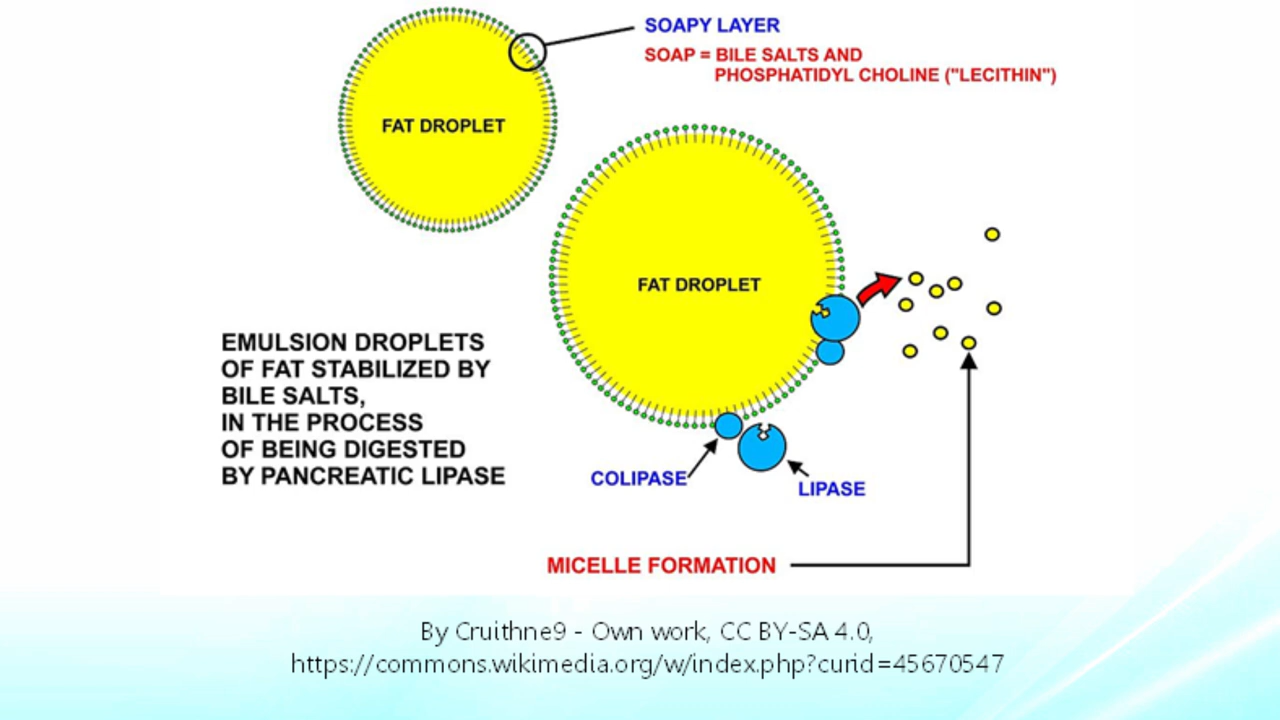 SOAPY LAYER
SOAP = BILE SALTS AND
PHOSPHATIDYL CHOLINE ("LECITHIN")
FAT DROPLET
FAT DROPLET
EMULSION DROPLETS
OF FAT STABILIZED BY
BILE SALTS,
IN THE PROCESS
OF BEING DIGESTED
BY PANCREATIC LIPASE
COLIPASE
LIPASE
MICELLE FORMATION
By Cruithne9 - Own work, CC BY-SA 4.0,
https://commons.wikimedia.org/w/index.php?curid=45670547